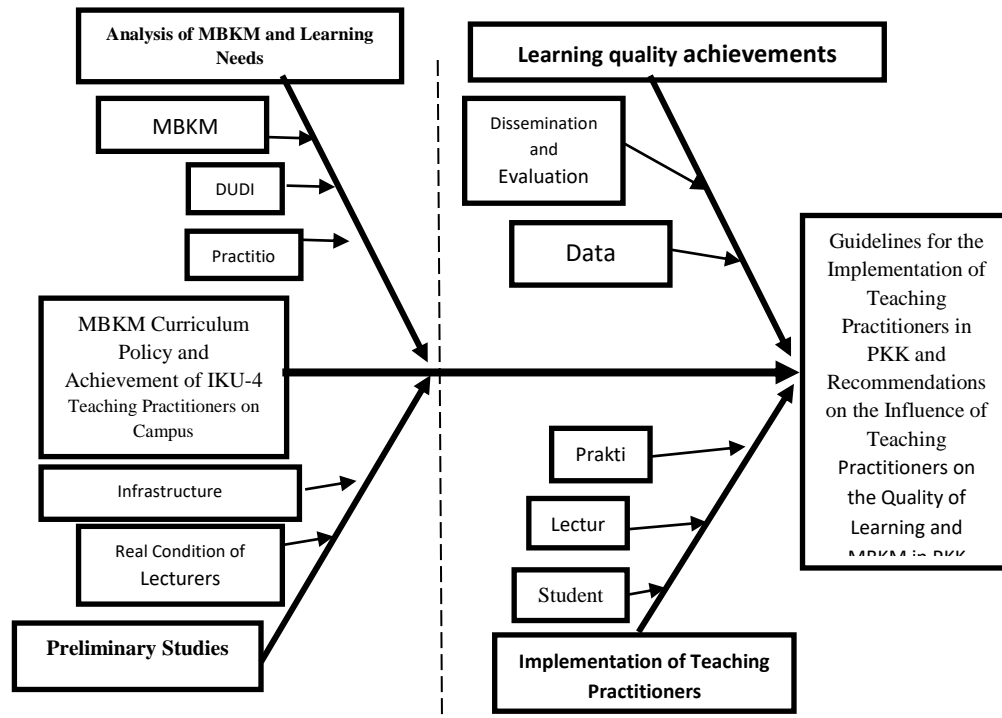 Analysis of MBKM and Learning
Needs
MBKM
DUDI
Practitio
MBKM Curriculum
Policy and
Achievement of IKU-4
Teaching Practitioners on
Campus
Infrastructure
Real Condition of
Lecturers
Preliminary Studies
Learning quality achievements
Dissemination
and
Evaluation
Data
Prakti
Lectur
Student
Implementation of Teaching
Practitioners
Guidelines for the
Implementation of
Teaching
Practitioners in
PKK and
Recommendations
on the Influence of
Teaching
Practitioners on
the Quality of
Learning and
MBKM in PKK